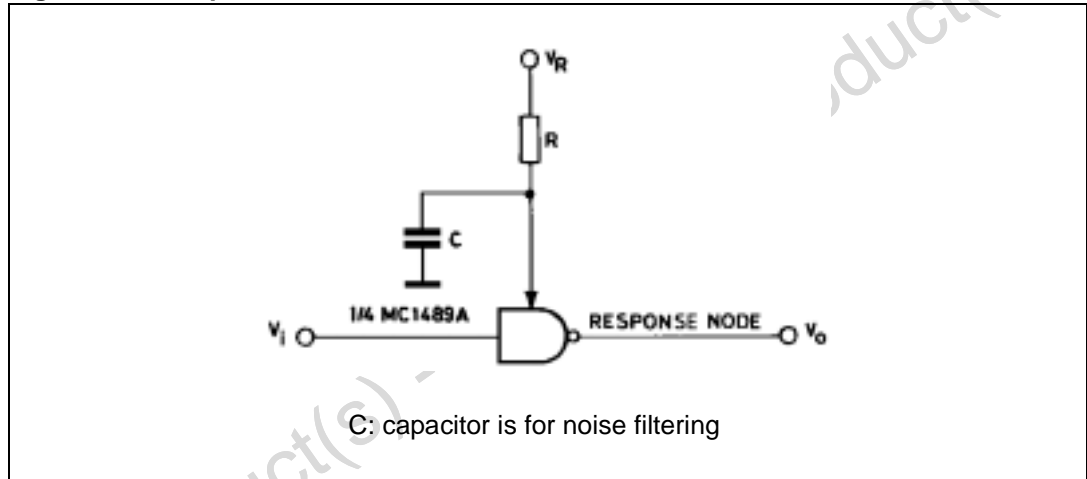 VR
R
C
1/4 MC1489A
Vi
RESPONSE NODE
Vo
C: capacitor is for noise filtering